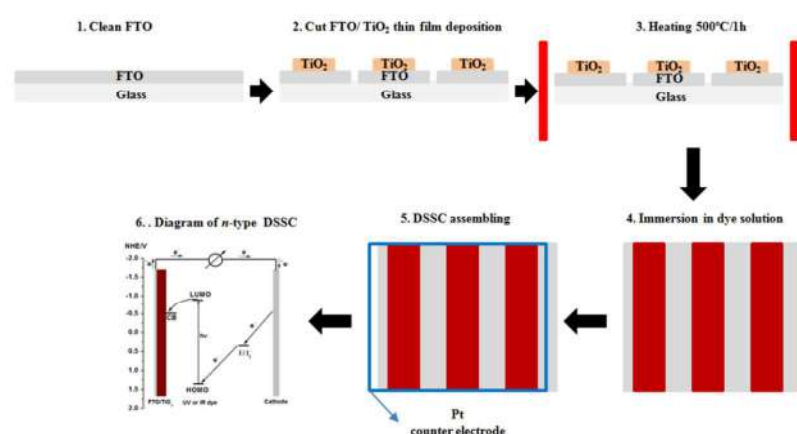 1. Clean FTO
FTO
Glass
2. Cut FTO/ TiO₂ thin film deposition
TiO₂ TiO₂ TiO₂
FTO
Glass
3. Heating 500ºC/1h
TiO₂ TiO₂ TiO₂
FTO
Glass
4. Immersion in dye solution
5. DSSC assembling
Pt
counter electrode
6. . Diagram of n-type DSSC
NHE/V
-2.0
-1.5
-1.0
-0.5
0.0
0.5
1.0
1.5
2.0
LUMO
CB
hν
HOMO
FTO/TiO₂
UV or IR dye
Cathode